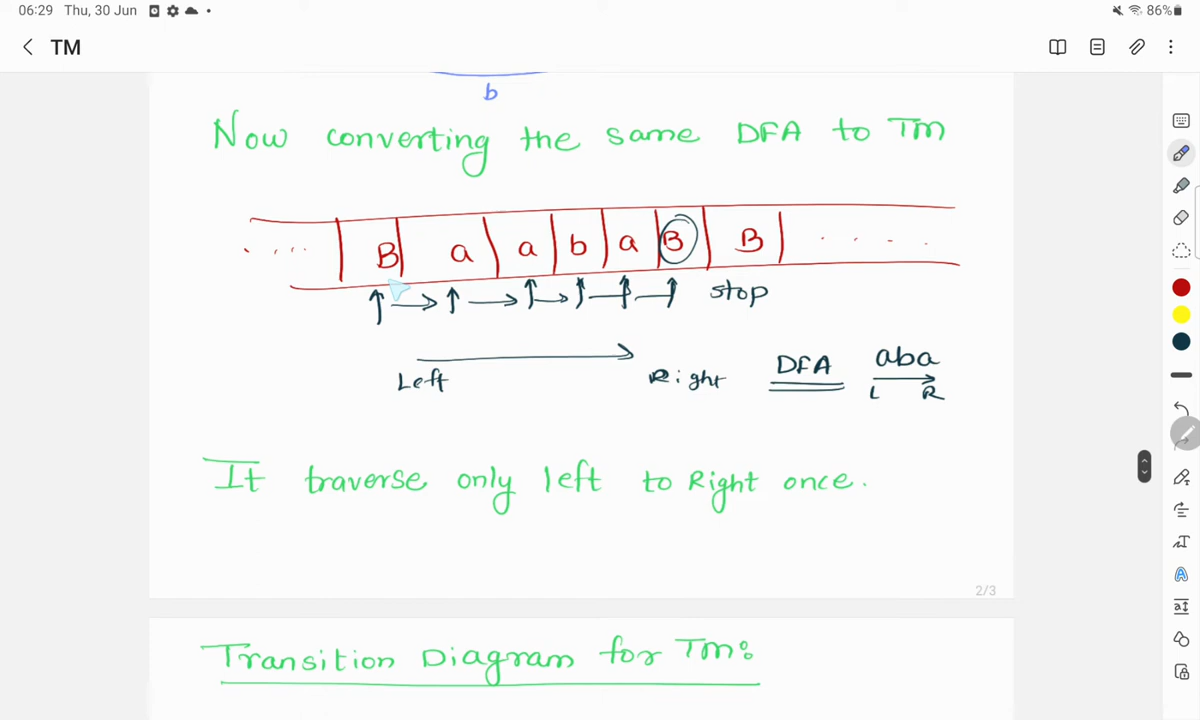 06:29 Thu, 30 Jun
86%
TM
b
Now converting the same DFA to TM
.... B a a b a B B ....
stop
Left Right DFA aba
L R
It traverse only left to Right once.
2/3
Transition Diagram for TM: